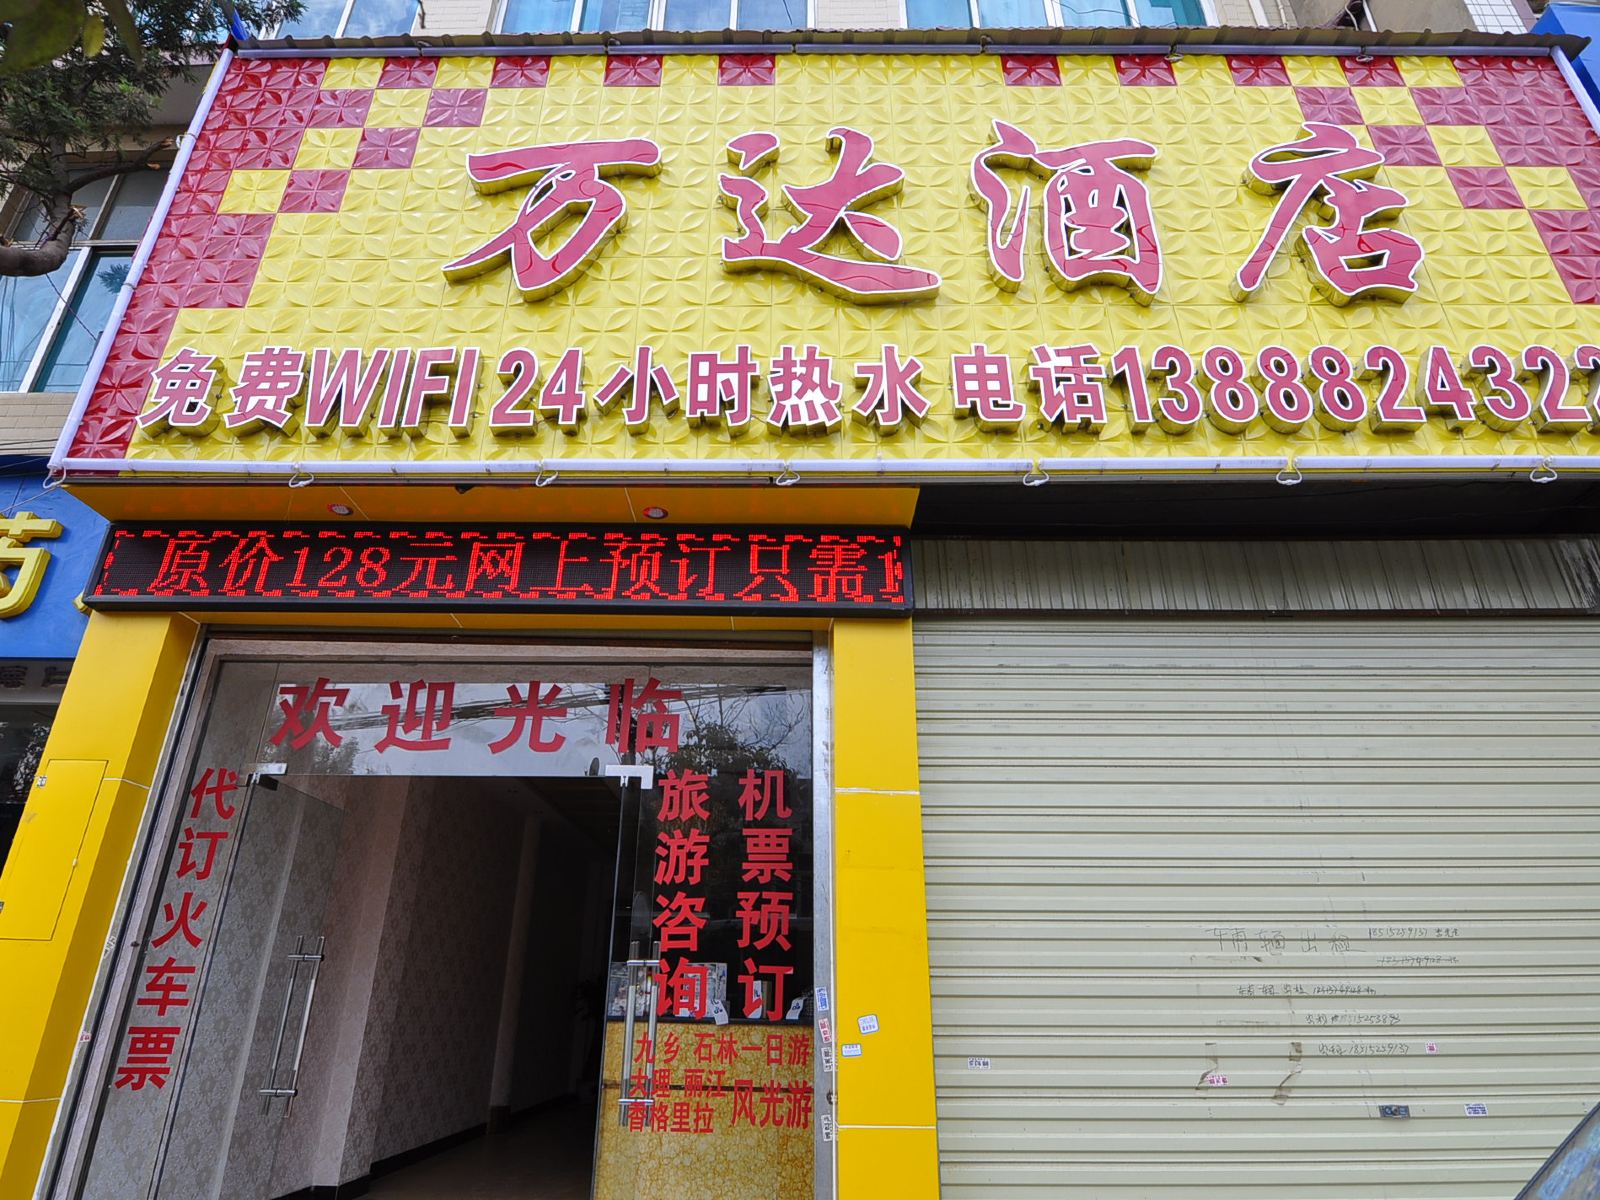 万达酒店
免费WIFI 24小时热水 电话1388824322
原价128元网上预订只需1
欢迎光临
代订火车票
旅游咨询
机票预订
九乡 石林一日游
大理 丽江
香格里拉
风光游
药